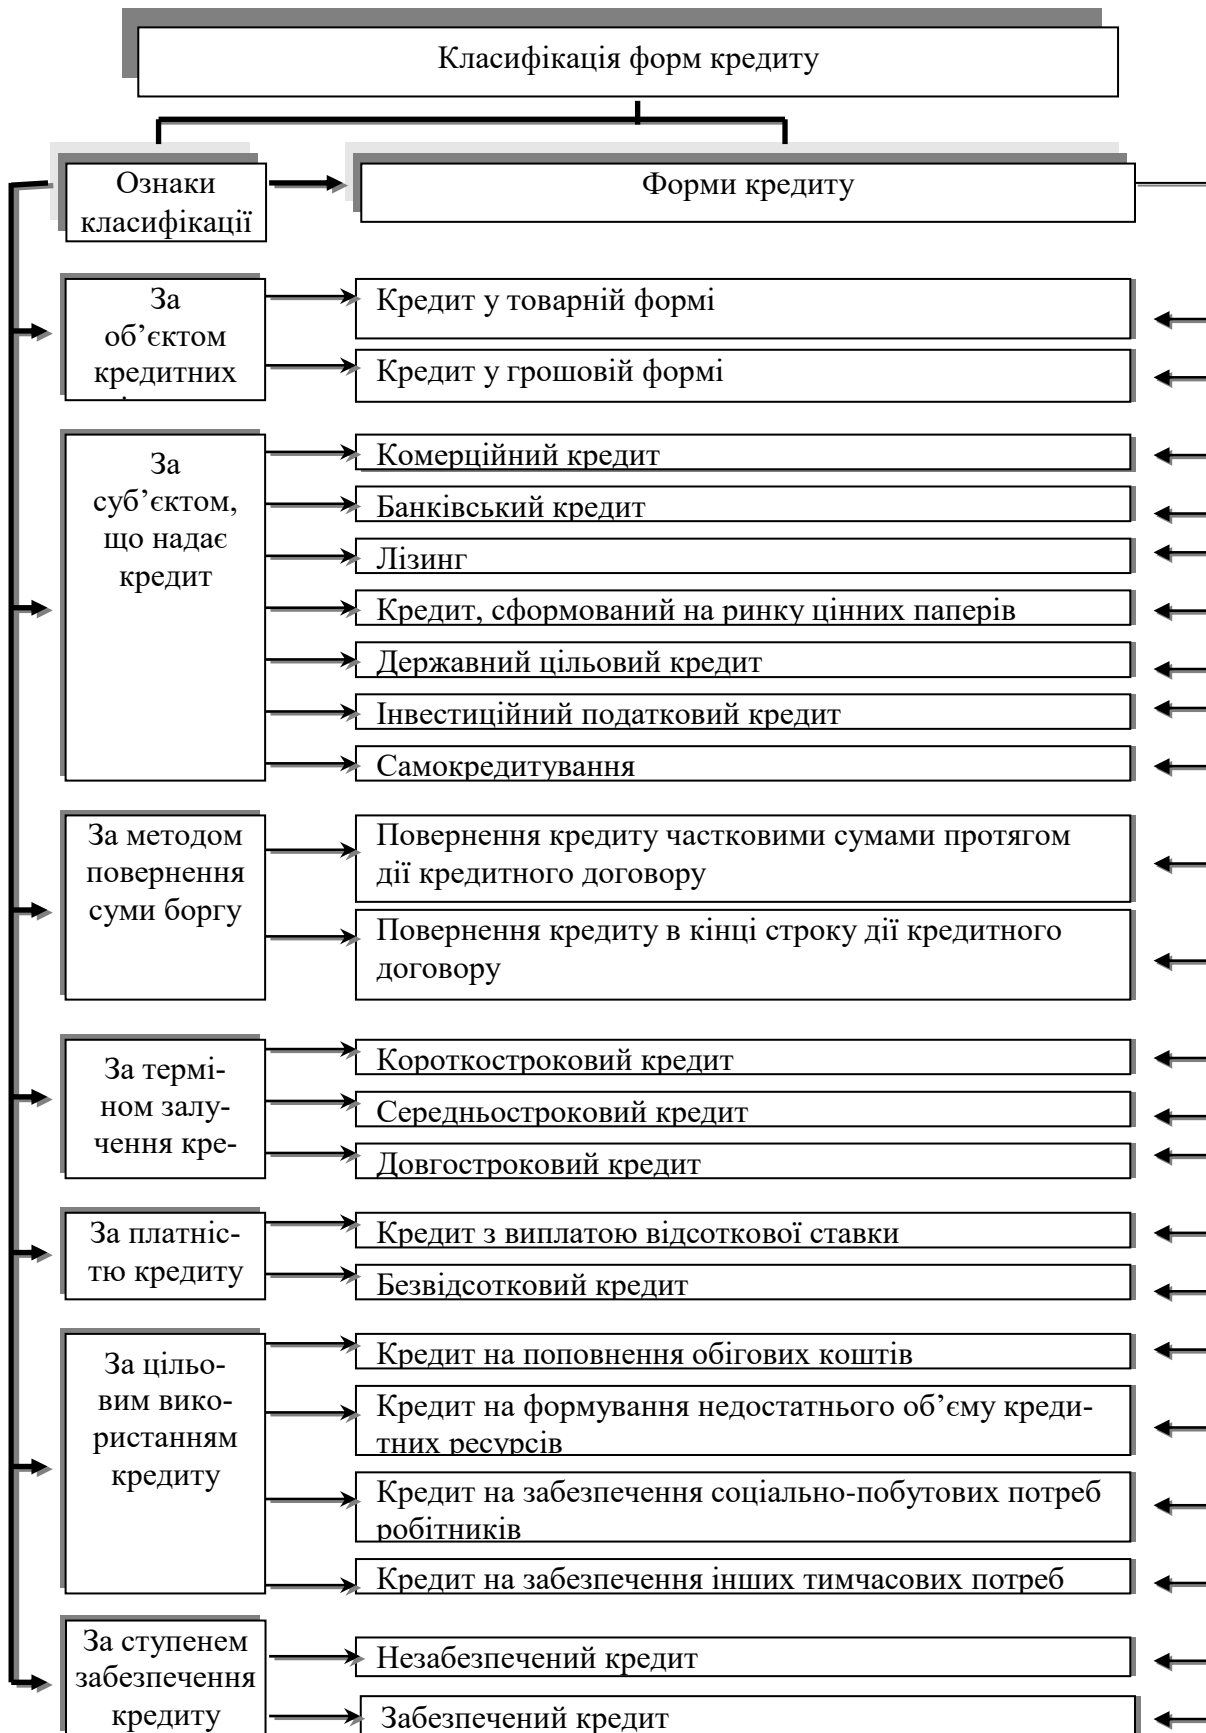 Класифікація форм кредиту
Ознаки
класифікації
Форми кредиту
За
об’єктом
кредитних
Кредит у товарній формі
Кредит у грошовій формі
За
суб’єктом,
що надає
кредит
Комерційний кредит
Банківський кредит
Лізинг
Кредит, сформований на ринку цінних паперів
Державний цільовий кредит
Інвестиційний податковий кредит
Самокредитування
За методом
повернення
суми боргу
Повернення кредиту частковими сумами протягом
дії кредитного договору
Повернення кредиту в кінці строку дії кредитного
договору
За термі-
ном залу-
чення кре-
Короткостроковий кредит
Середньостроковий кредит
Довгостроковий кредит
За платніс-
тю кредиту
Кредит з виплатою відсоткової ставки
Безвідсотковий кредит
За цільо-
вим вико-
ристанням
кредиту
Кредит на поповнення обігових коштів
Кредит на формування недостатнього об’єму креди-
тних ресурсів
Кредит на забезпечення соціально-побутових потреб
робітників
Кредит на забезпечення інших тимчасових потреб
За ступенем
забезпечення
кредиту
Незабезпечений кредит
Забезпечений кредит